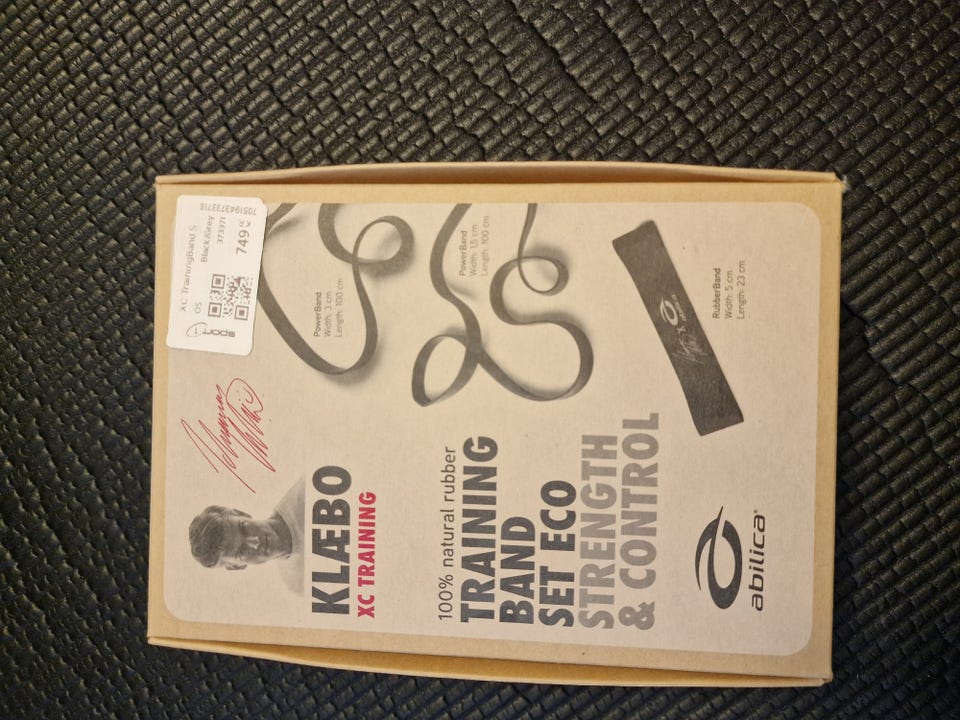 KLÆBO
XC TRAINING
XC TrainingBand S
Black/Grey
OS
373371
749
7051943733716
sport 1
PowerBand
Width: 3 cm
Length: 100 cm
PowerBand
Width: 1,5 cm
Length: 100 cm
100% natural rubber
TRAINING
BAND
SET ECO
STRENGTH
& CONTROL
RubberBand
Width: 5 cm
Length: 23 cm
abilica®